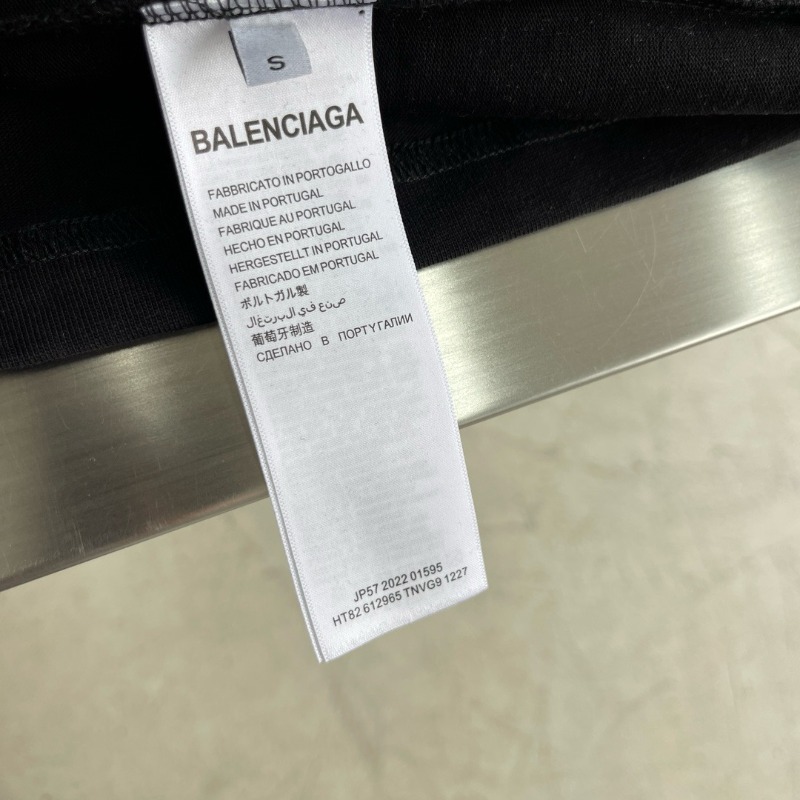 S
BALENCIAGA
FABBRICATO IN PORTOGALLO
MADE IN PORTUGAL
FABRIQUE AU PORTUGAL
HECHO EN PORTUGAL
HERGESTELLT IN PORTUGAL
FABRICADO EM PORTUGAL
ポルトガル製
صنع في البرتغال
葡萄牙制造
СДЕЛАНО В ПОРТУГАЛИИ
JP57 2022 01595
HT82 612965 TNVG9 1227